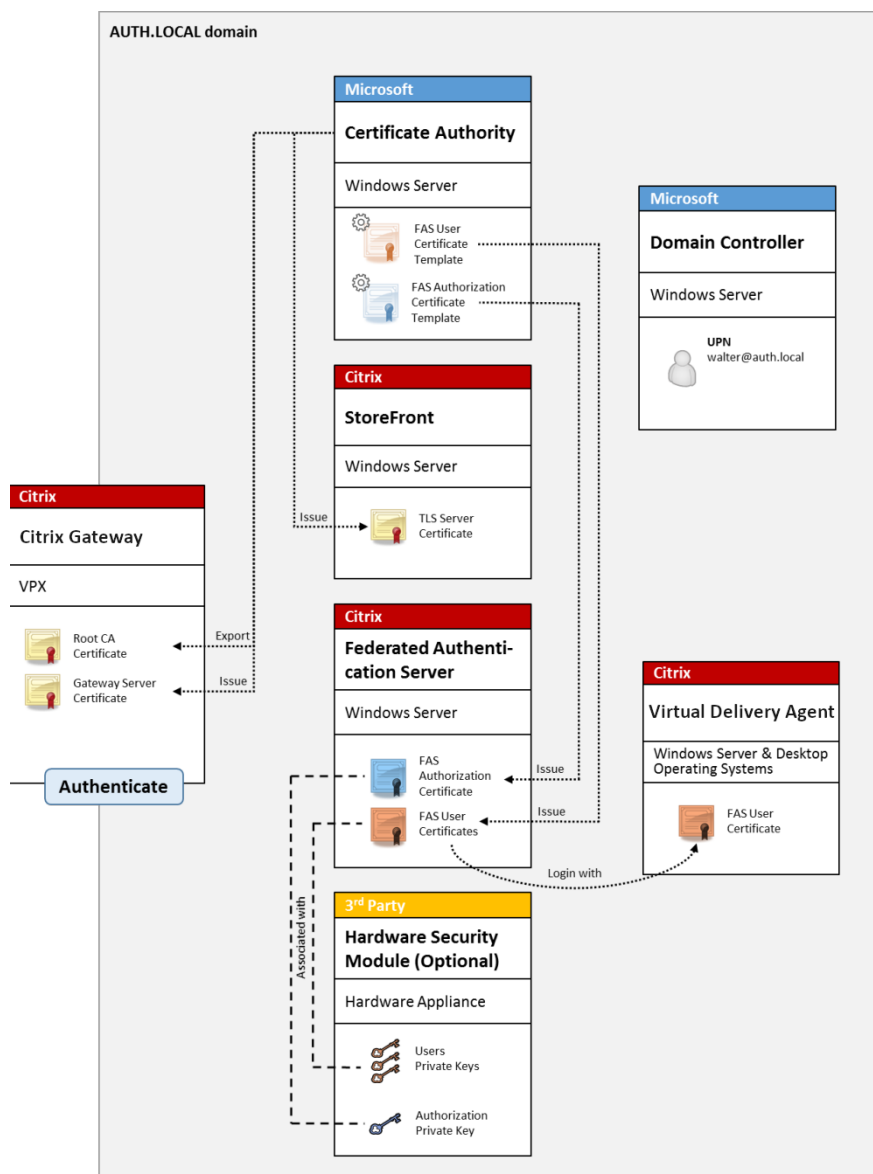 AUTH.LOCAL domain
Microsoft
Certificate Authority
Windows Server
FAS User
Certificate
Template
FAS Authorization
Certificate
Template
Microsoft
Domain Controller
Windows Server
UPN
walter@auth.local
Citrix
StoreFront
Windows Server
Issue
TLS Server
Certificate
Citrix
Citrix Gateway
VPX
Root CA
Certificate
Export
Gateway Server
Certificate
Issue
Authenticate
Citrix
Federated Authenti-
cation Server
Windows Server
FAS
Authorization
Certificate
Issue
FAS User
Certificates
Issue
Citrix
Virtual Delivery Agent
Windows Server & Desktop
Operating Systems
FAS User
Certificate
Login with
Associated with
3rd Party
Hardware Security
Module (Optional)
Hardware Appliance
Users
Private Keys
Authorization
Private Key